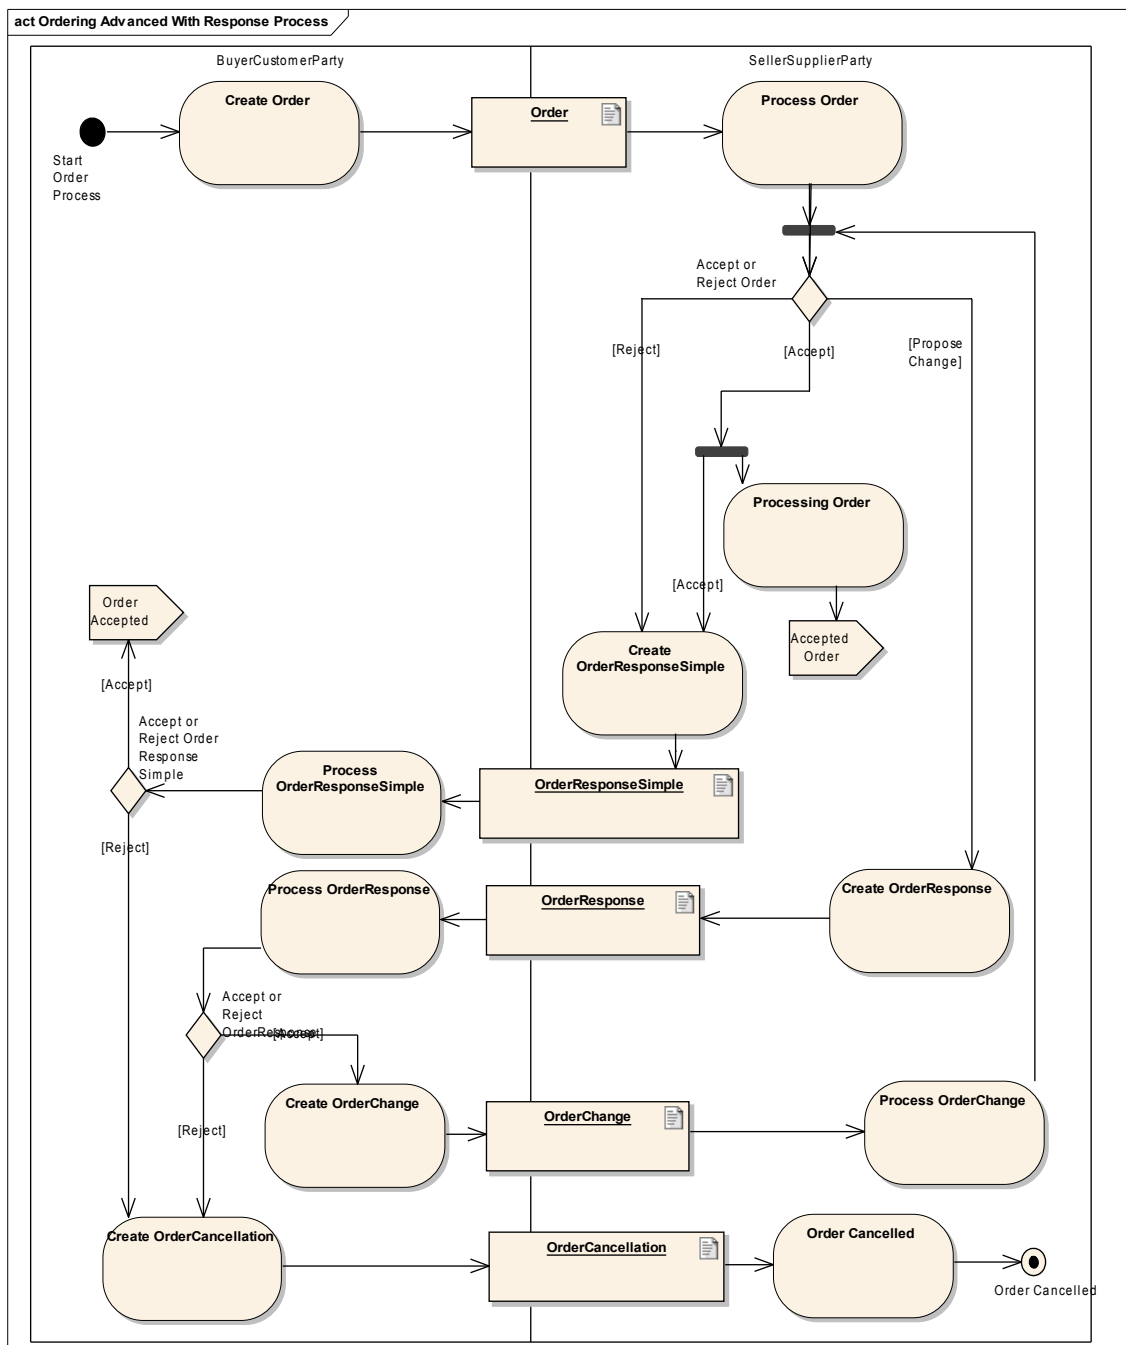 act Ordering Advanced With Response Process
BuyerCustomerParty
SellerSupplierParty
Create Order
Order
Process Order
Start
Order
Process
Accept or
Reject Order
[Reject]
[Accept]
[Propose
Change]
Processing Order
[Accept]
Order
Accepted
Accepted
Order
Create
OrderResponseSimple
[Accept]
Accept or
Reject Order
Response
Simple
Process
OrderResponseSimple
OrderResponseSimple
[Reject]
Process OrderResponse
OrderResponse
Create OrderResponse
Accept or
Reject
OrderResponse
[Accept]
Create OrderChange
OrderChange
Process OrderChange
[Reject]
Create OrderCancellation
OrderCancellation
Order Cancelled
Order Cancelled